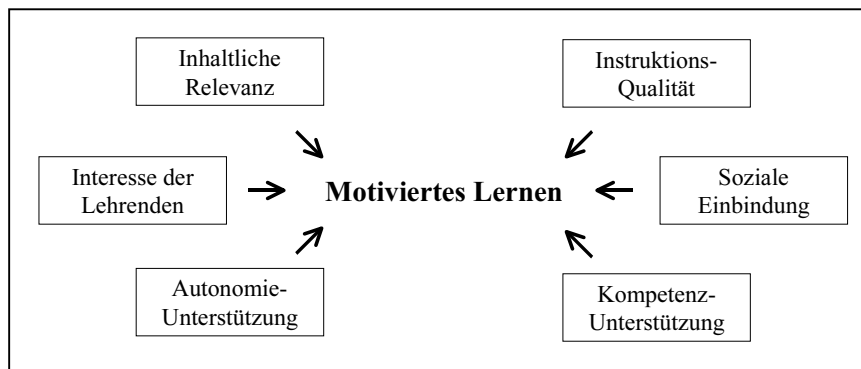 Inhaltliche
Relevanz
Instruktions-
Qualität
Interesse der
Lehrenden
Motiviertes Lernen
Soziale
Einbindung
Autonomie-
Unterstützung
Kompetenz-
Unterstützung